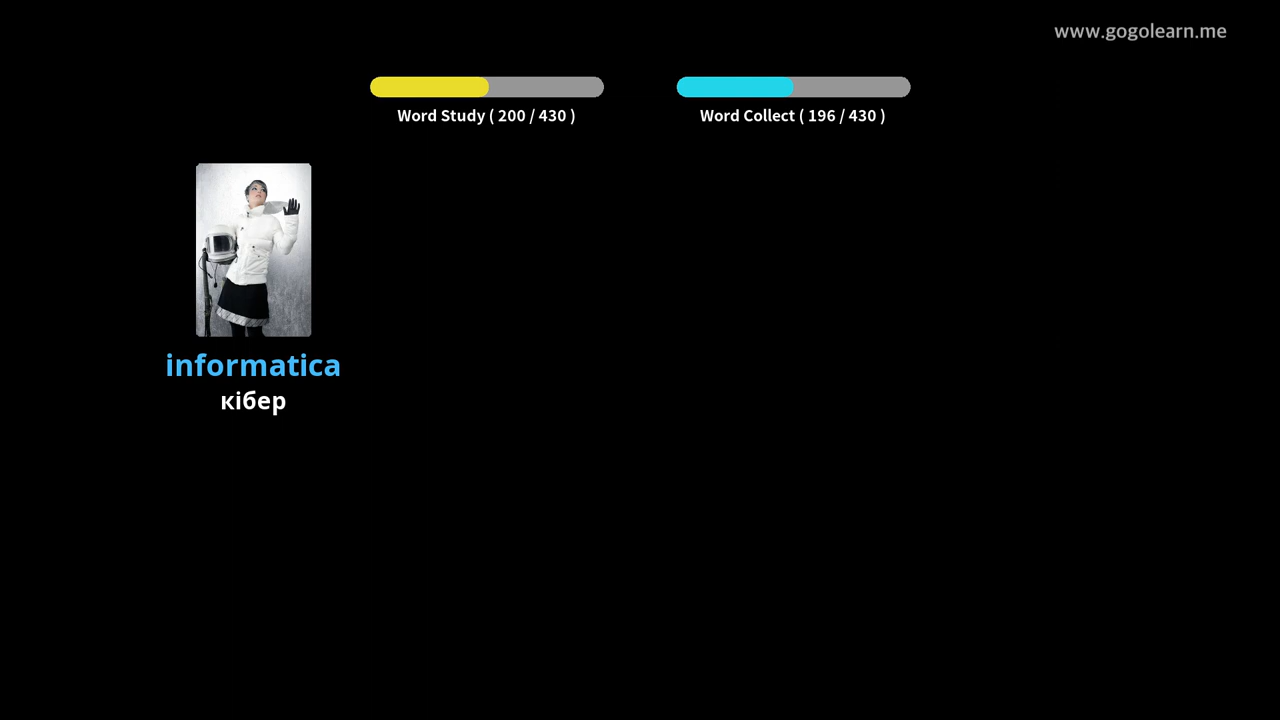 www.gogolearn.me
Word Study ( 200 / 430 )
Word Collect ( 196 / 430 )
informatica
кібер